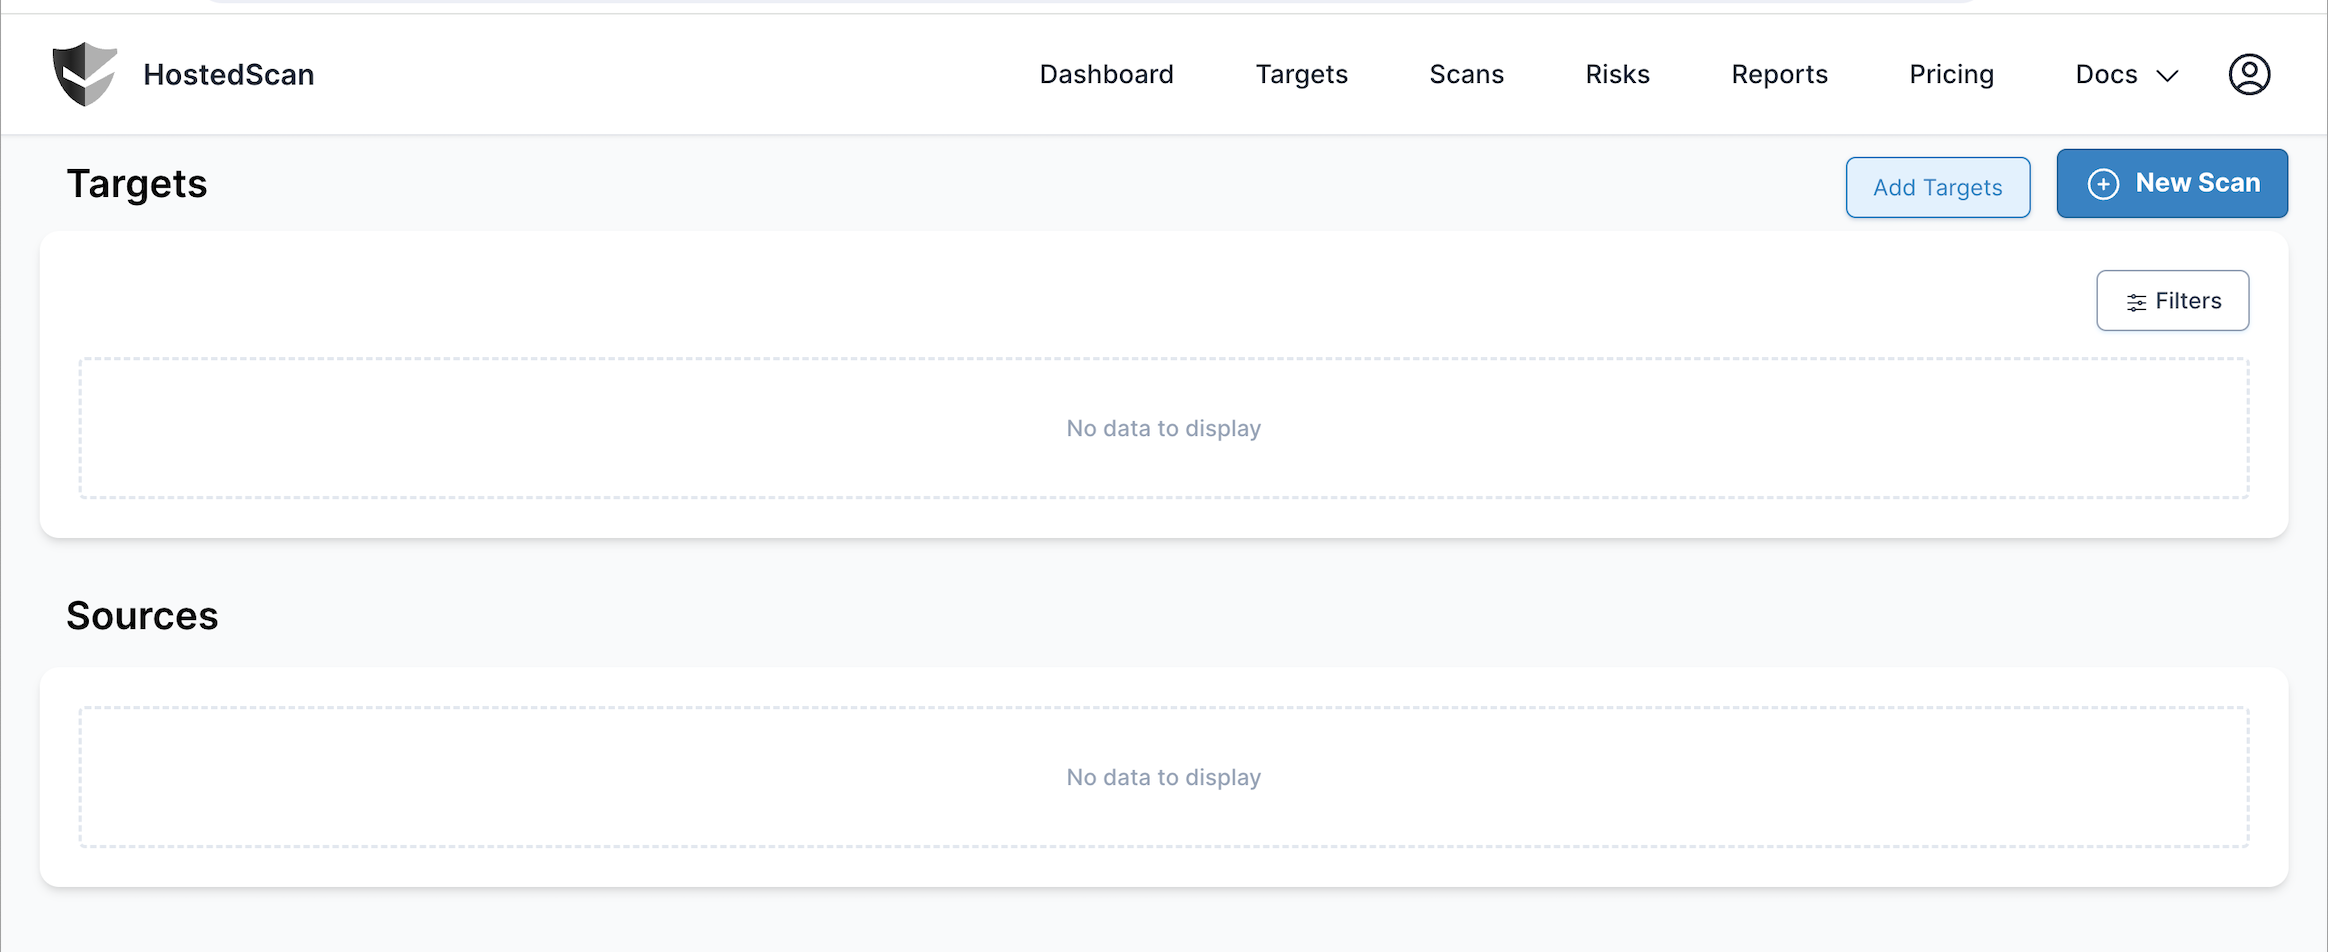 HostedScan
Dashboard Targets Scans Risks Reports Pricing Docs
Targets
Add Targets
New Scan
Filters
No data to display
Sources
No data to display